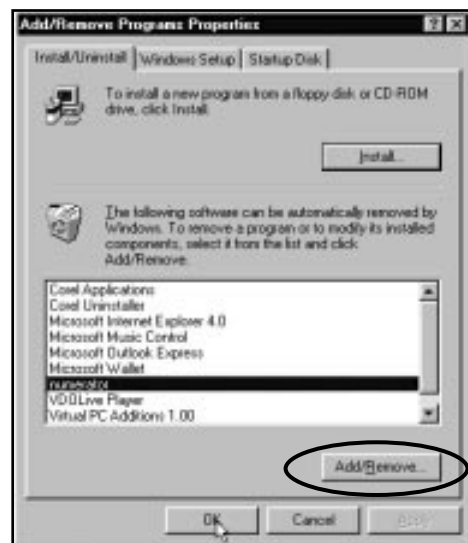 Add/Remove Programs Properties
Install/Uninstall Windows Setup Startup Disk
To install a new program from a floppy disk or CD-ROM
drive, click Install.
Install...
The following software can be automatically removed by
Windows. To remove a program or to modify its installed
components, select it from the list and click
Add/Remove.
Corel Applications
Corel Uninstaller
Microsoft Internet Explorer 4.0
Microsoft Music Control
Microsoft Outlook Express
Microsoft Wallet
numerator
VDOLive Player
Virtual PC Additions 1.00
Add/Remove...
OK Cancel Apply